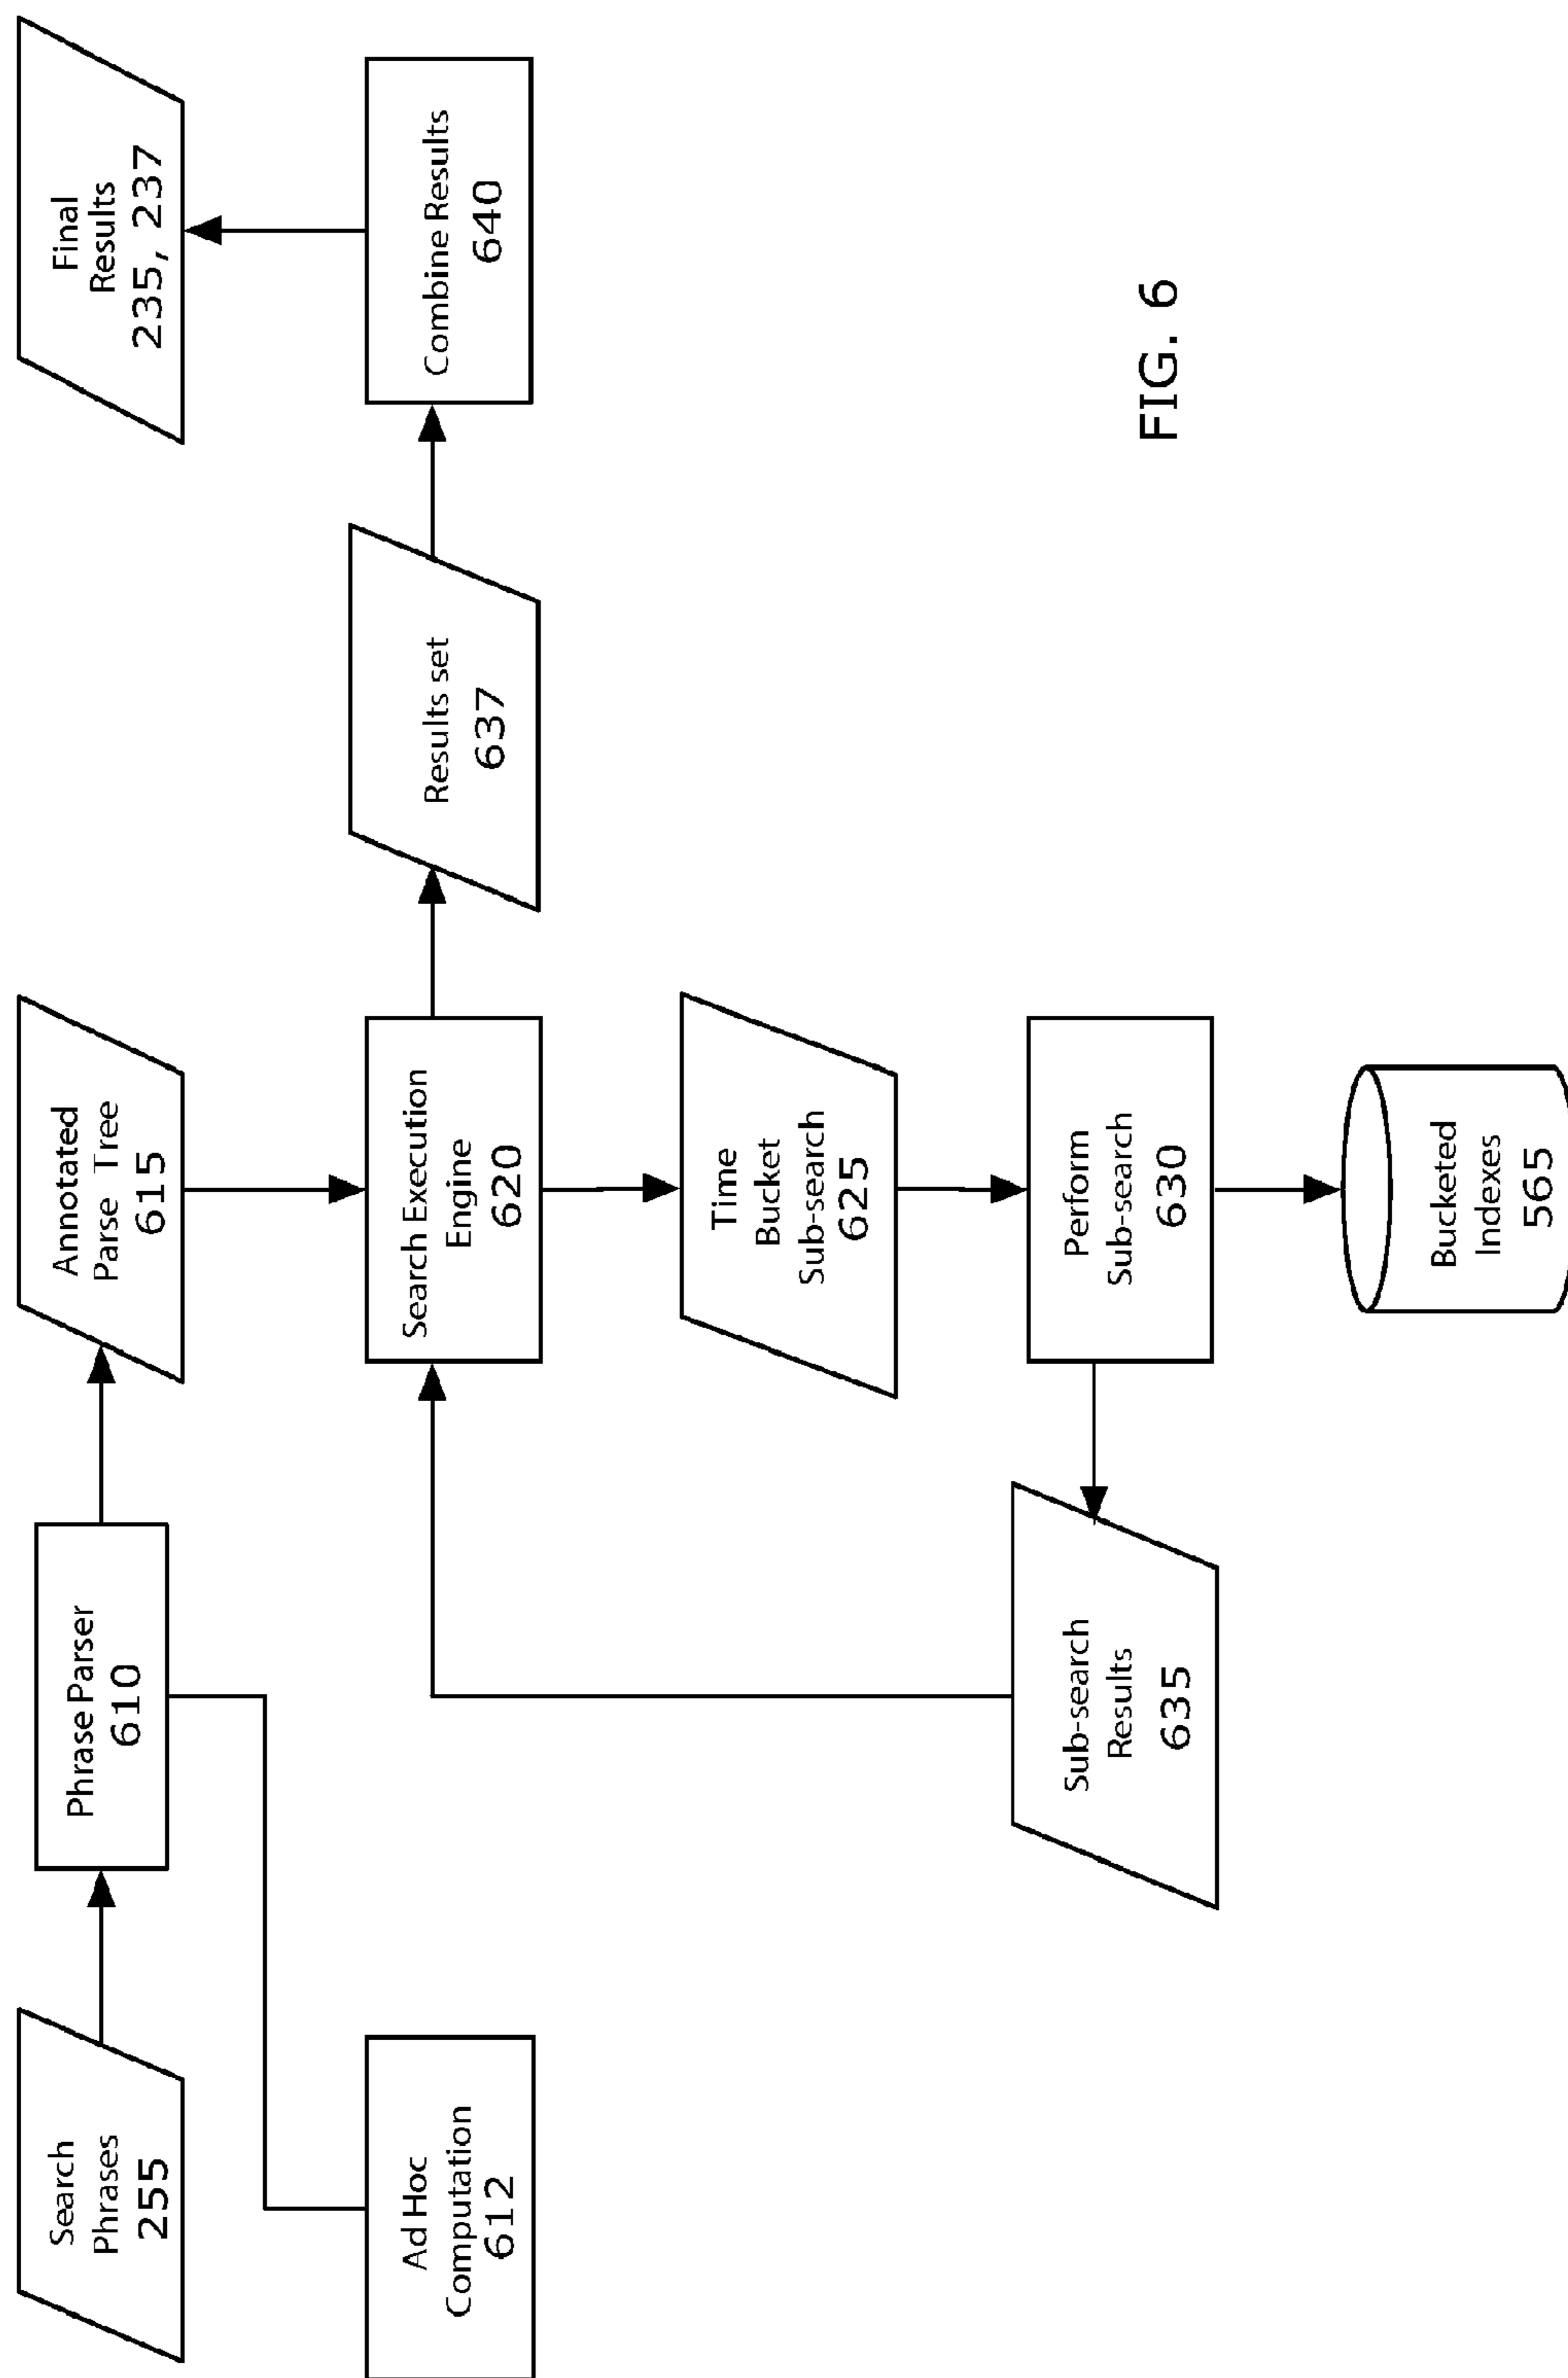 Search
Phrases
255
Phrase Parser
610
Annotated
Parse Tree
615
Final
Results
235, 237
Ad Hoc
Computation
612
Search Execution
Engine
620
Results set
637
Combine Results
640
Time
Bucket
Sub-search
625
Sub-search
Results
635
Perform
Sub-search
630
Bucketed
Indexes
565
FIG. 6